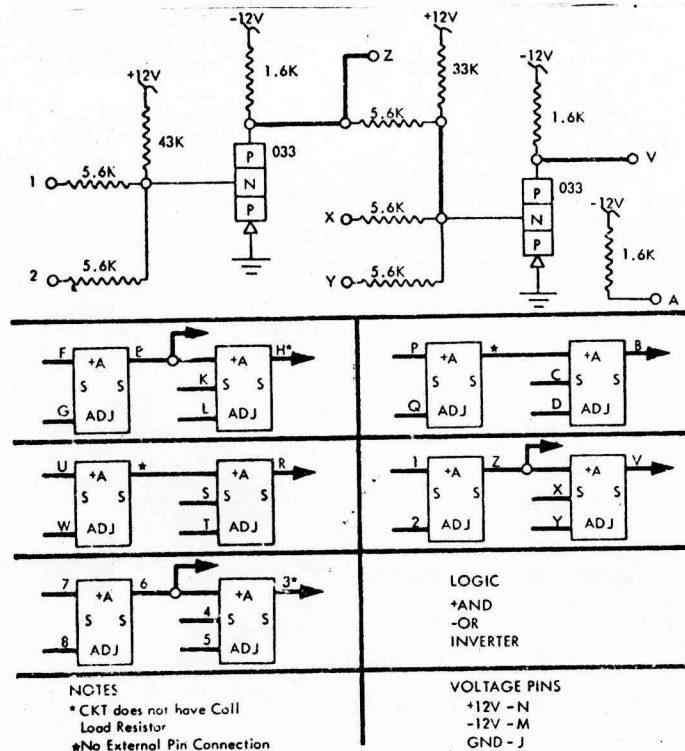 -12V
+12V
1.6K
Z
+12V
33K
-12V
43K
5.6K
1.6K
P
N
P
033
V
1
5.6K
P
N
P
033
-12V
X
5.6K
2
5.6K
Y
5.6K
1.6K
A
F
+A
E
S S
G
ADJ
+A
H*
K
S S
L
ADJ
P
+A
*
S S
Q
ADJ
+A
B
C
S S
D
ADJ
U
+A
*
S S
W
ADJ
+A
R
S
S S
T
ADJ
1
+A
Z
S S
2
ADJ
+A
V
X
S S
Y
ADJ
7
+A
6
S S
8
ADJ
+A
3*
4
S S
5
ADJ
LOGIC
+AND
-OR
INVERTER
NOTES
* CKT does not have Coll
Load Resistor
★No External Pin Connection
VOLTAGE PINS
+12V - N
-12V - M
GND - J